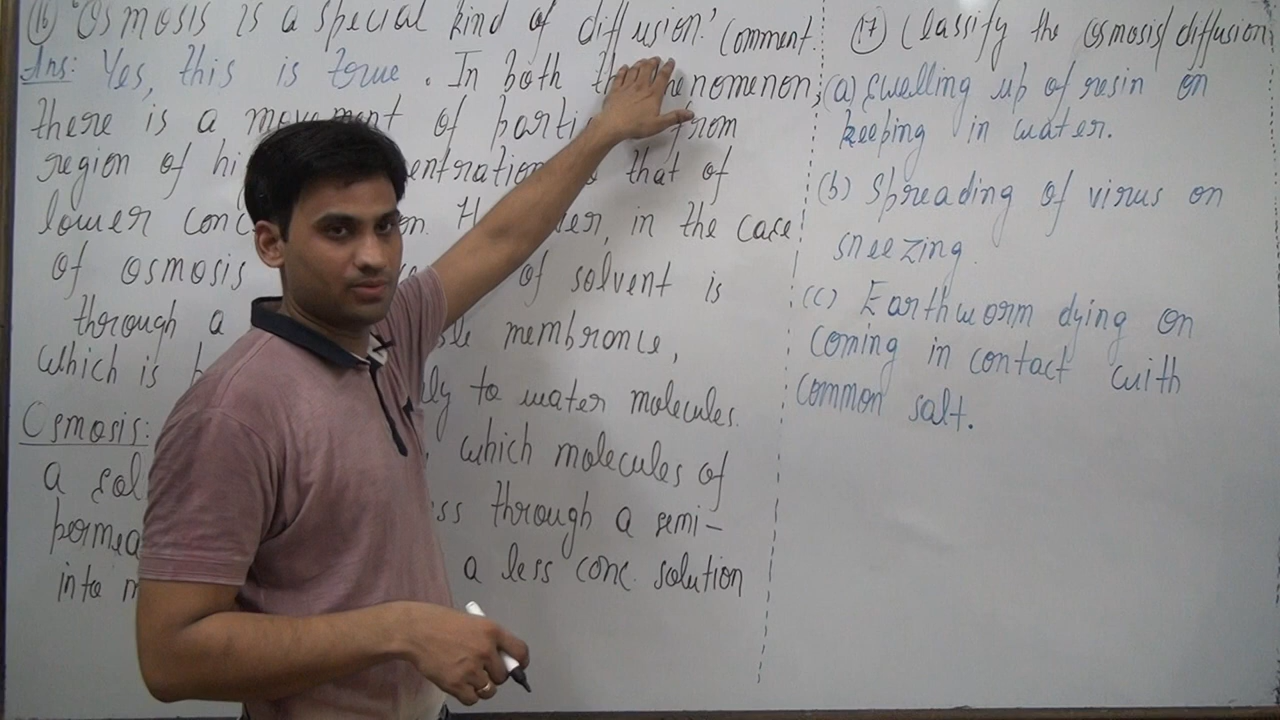 (16) 'Osmosis is a special kind of diffusion.' Comment.
Ans: Yes, this is true. In both the phenomenon,
there is a movement of parti from
region of hi entration that of
lower conc on. H er, in the case
of osmosis of solvent is
through a ble membrane,
which is ly to water molecules.
Osmosis: which molecules of
a sol ss through a semi-
permea a less conc. solution
into m
(17) Classify the osmosis/diffusion
(a) Swelling up of resin on
keeping in water.
(b) Spreading of virus on
sneezing.
(c) Earthworm dying on
coming in contact with
common salt.